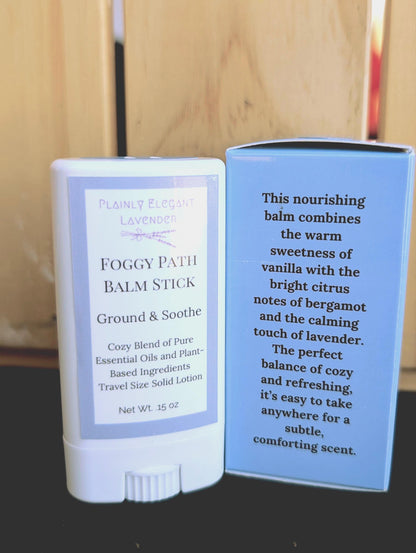 Plainly Elegant
Lavender
Foggy Path
Balm Stick
Ground & Soothe
Cozy Blend of Pure
Essential Oils and Plant-
Based Ingredients
Travel Size Solid Lotion
Net Wt. .15 oz
This nourishing
balm combines
the warm
sweetness of
vanilla with the
bright citrus
notes of bergamot
and the calming
touch of lavender.
The perfect
balance of cozy
and refreshing,
it's easy to take
anywhere for a
subtle,
comforting scent.